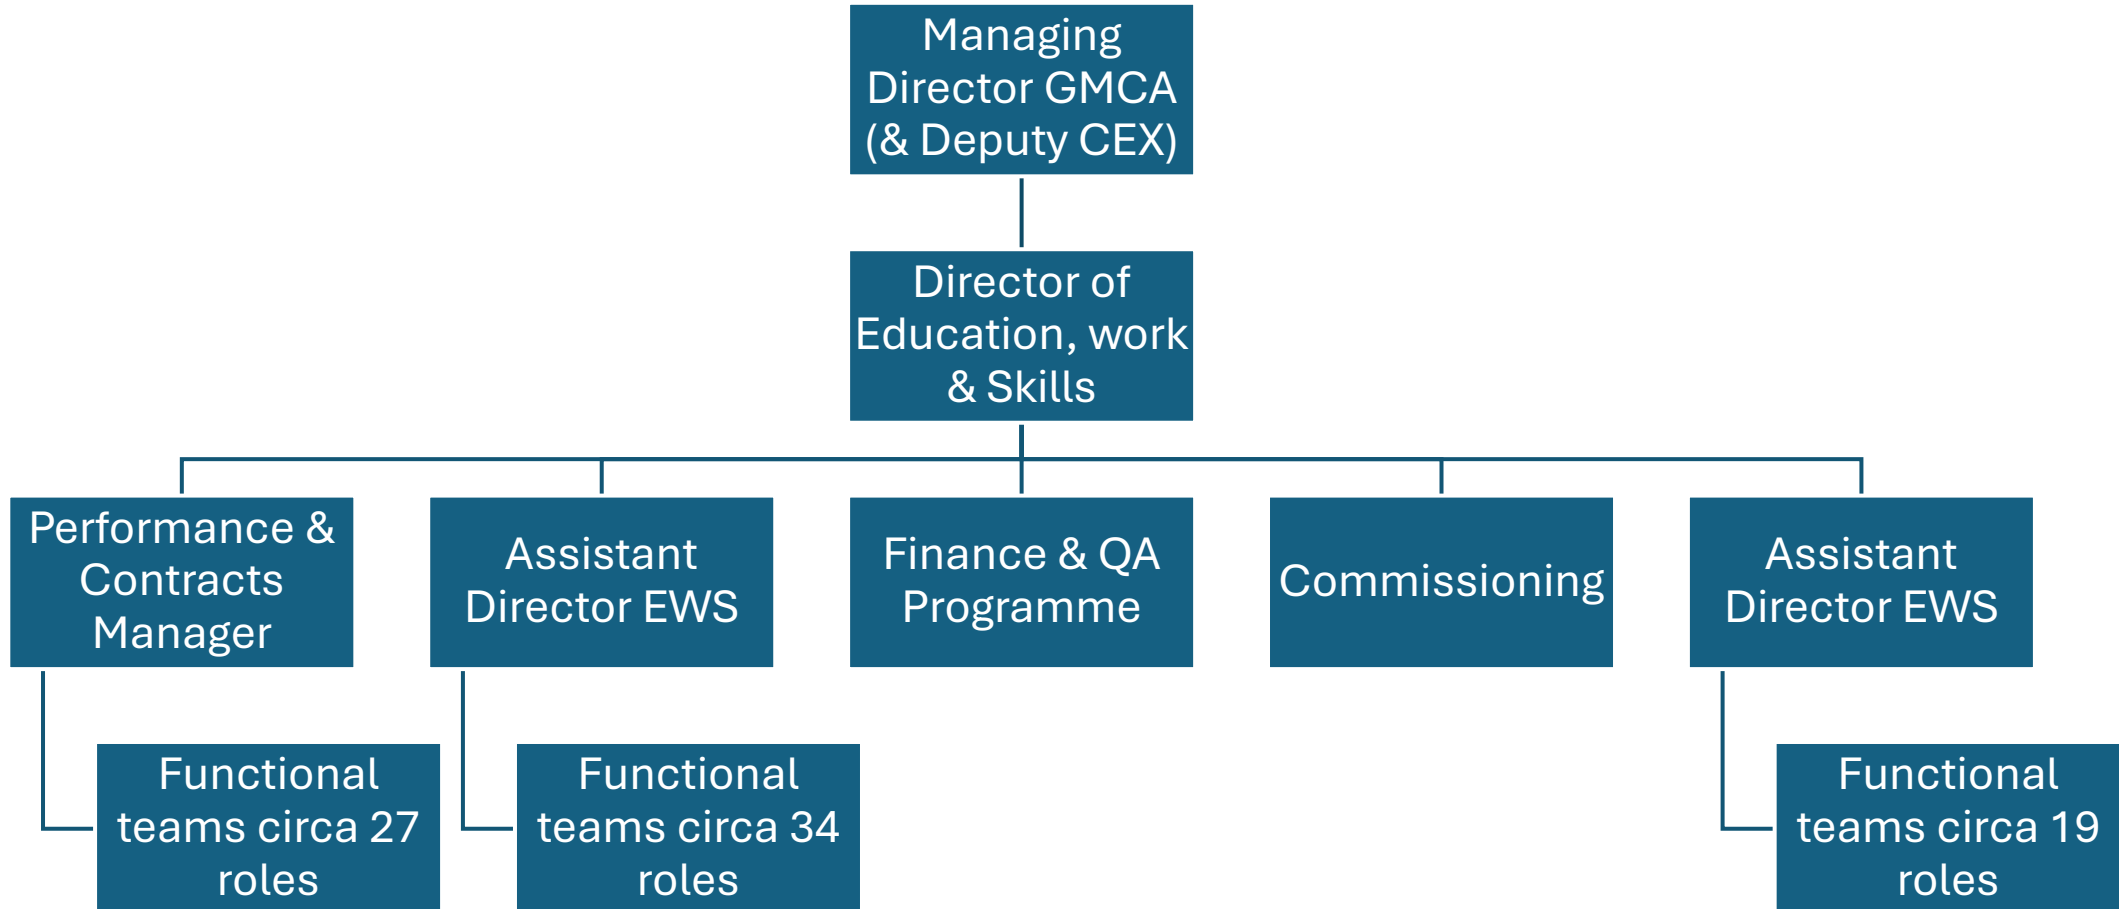 Managing
Director GMCA
(& Deputy CEX)
Director of
Education, work
& Skills
Performance &
Contracts
Manager
Assistant
Director EWS
Finance & QA
Programme
Commissioning
Assistant
Director EWS
Functional
teams circa 27
roles
Functional
teams circa 34
roles
Functional
teams circa 19
roles